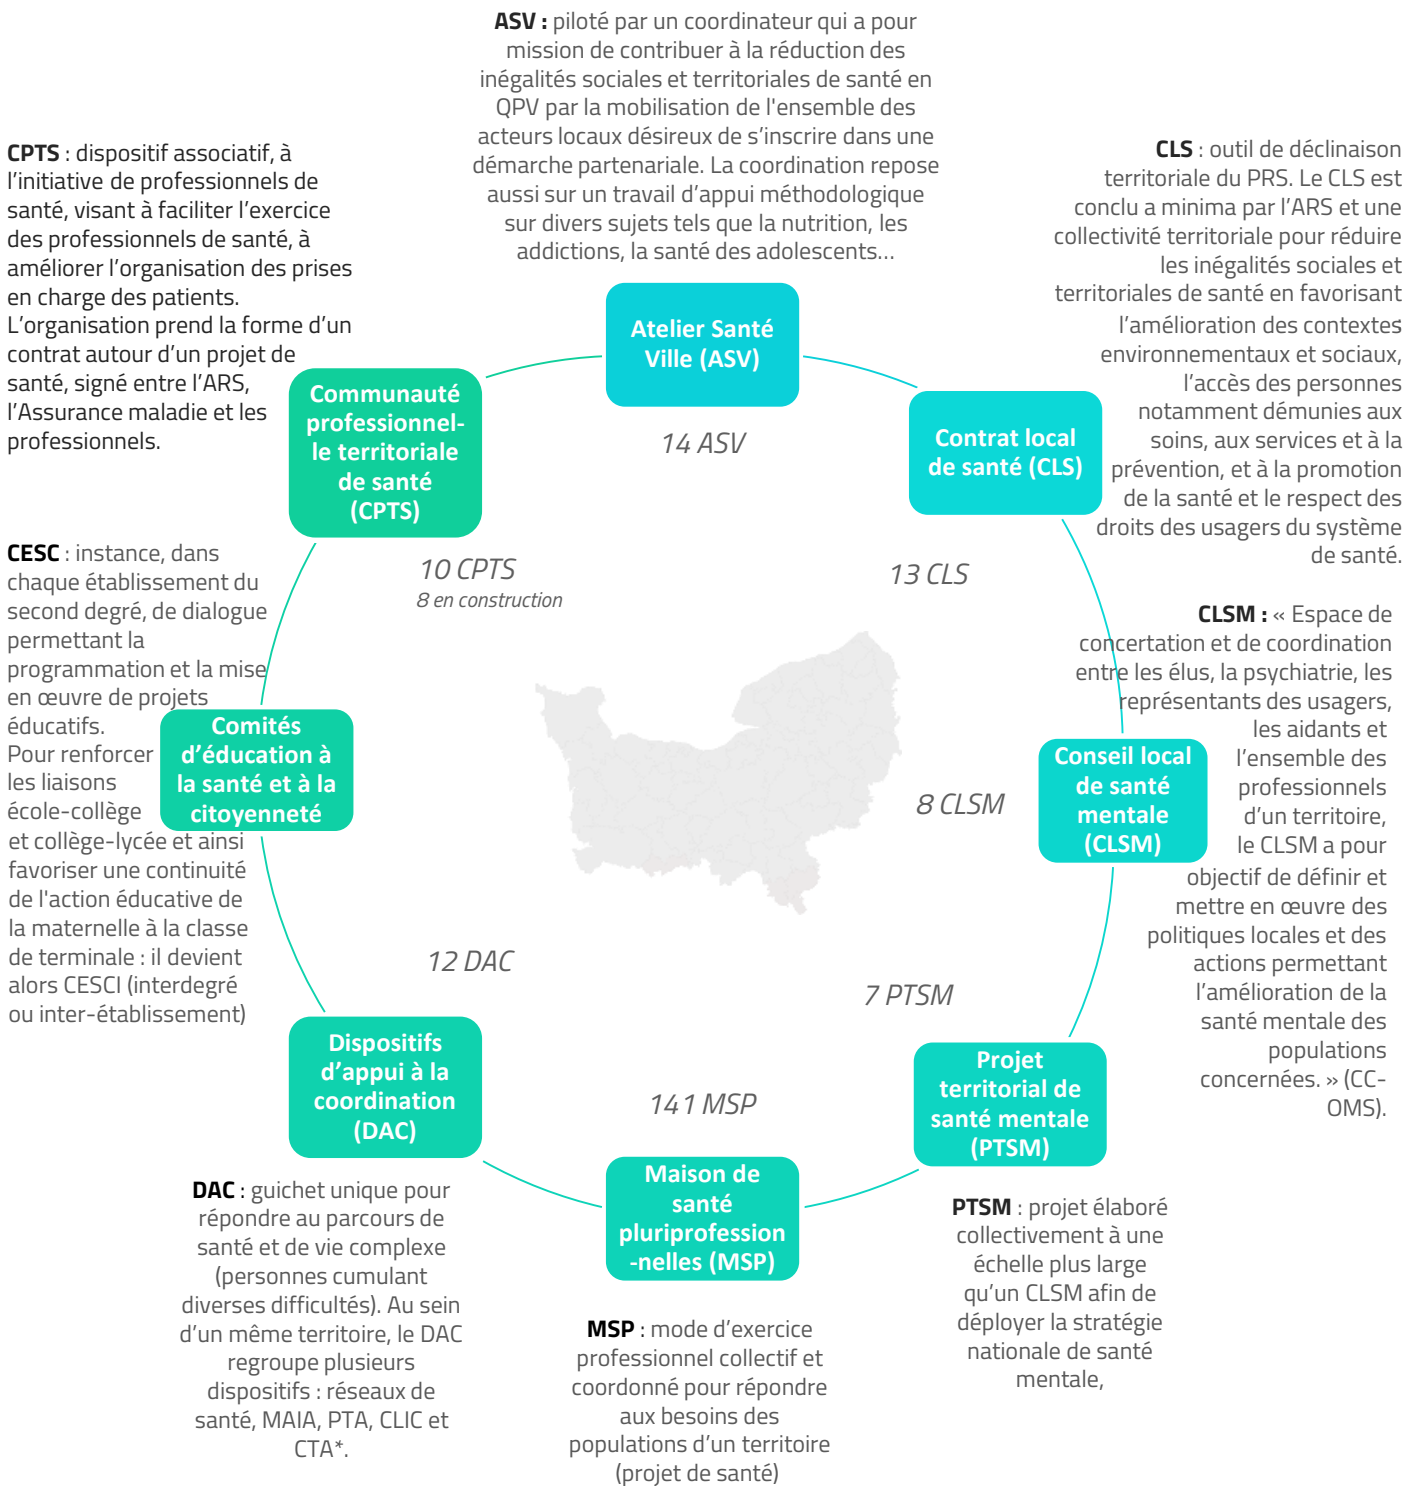 ASV : piloté par un coordinateur qui a pour
mission de contribuer à la réduction des
inégalités sociales et territoriales de santé en
QPV par la mobilisation de l'ensemble des
acteurs locaux désireux de s’inscrire dans une
démarche partenariale. La coordination repose
aussi sur un travail d’appui méthodologique
sur divers sujets tels que la nutrition, les
addictions, la santé des adolescents…
CPTS : dispositif associatif, à
l’initiative de professionnels de
santé, visant à faciliter l’exercice
des professionnels de santé, à
améliorer l’organisation des prises
en charge des patients.
L’organisation prend la forme d’un
contrat autour d’un projet de
santé, signé entre l’ARS,
l’Assurance maladie et les
professionnels.
CLS : outil de déclinaison
territoriale du PRS. Le CLS est
conclu a minima par l’ARS et une
collectivité territoriale pour réduire
les inégalités sociales et
territoriales de santé en favorisant
l’amélioration des contextes
environnementaux et sociaux,
l’accès des personnes
notamment démunies aux
soins, aux services et à la
prévention, et à la promotion
de la santé et le respect des
droits des usagers du système
de santé.
Atelier Santé
Ville (ASV)
14 ASV
Communauté
professionnel-
le territoriale
de santé
(CPTS)
10 CPTS
8 en construction
Contrat local
de santé (CLS)
13 CLS
CESC : instance, dans
chaque établissement du
second degré, de dialogue
permettant la
programmation et la mise
en œuvre de projets
éducatifs.
Pour renforcer
les liaisons
école-collège
et collège-lycée et ainsi
favoriser une continuité
de l'action éducative de
la maternelle à la classe
de terminale : il devient
alors CESCI (interdegré
ou inter-établissement)
Comités
d’éducation à
la santé et à la
citoyenneté
CLSM : « Espace de
concertation et de coordination
entre les élus, la psychiatrie, les
représentants des usagers,
les aidants et
l’ensemble des
professionnels
d’un territoire,
le CLSM a pour
objectif de définir et
mettre en œuvre des
politiques locales et des
actions permettant
l’amélioration de la
santé mentale des
populations
concernées. » (CC-
OMS).
Conseil local
de santé
mentale
(CLSM)
8 CLSM
12 DAC
7 PTSM
Dispositifs
d’appui à la
coordination
(DAC)
141 MSP
Projet
territorial de
santé mentale
(PTSM)
Maison de
santé
pluriprofession
-nelles (MSP)
DAC : guichet unique pour
répondre au parcours de
santé et de vie complexe
(personnes cumulant
diverses difficultés). Au sein
d’un même territoire, le DAC
regroupe plusieurs
dispositifs : réseaux de
santé, MAIA, PTA, CLIC et
CTA*.
MSP : mode d’exercice
professionnel collectif et
coordonné pour répondre
aux besoins des
populations d’un territoire
(projet de santé)
PTSM : projet élaboré
collectivement à une
échelle plus large
qu’un CLSM afin de
déployer la stratégie
nationale de santé
mentale,